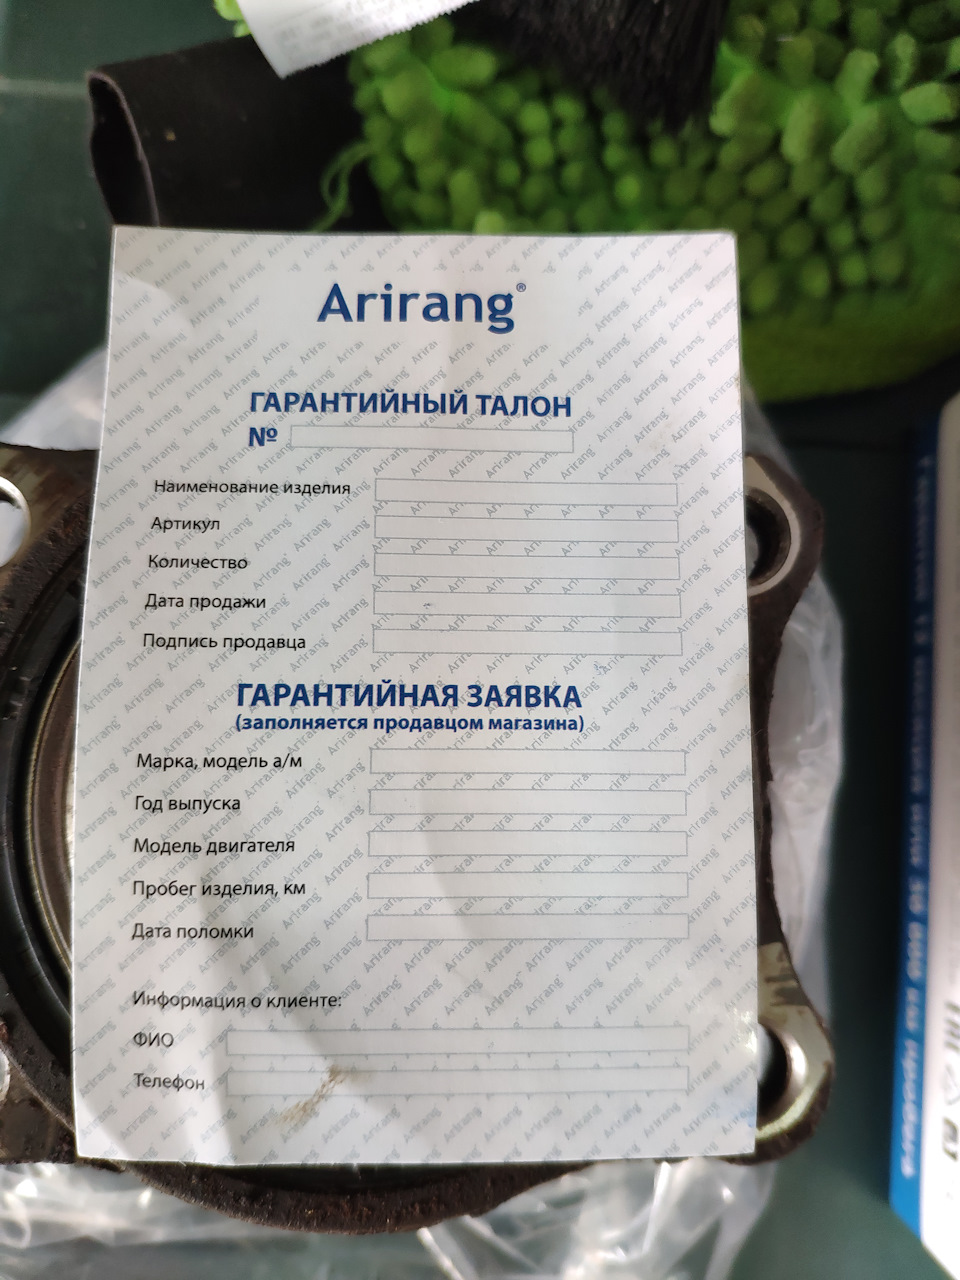 Arirang®
ГАРАНТИЙНЫЙ ТАЛОН
№
Наименование изделия
Артикул
Количество
Дата продажи
Подпись продавца
ГАРАНТИЙНАЯ ЗАЯВКА
(заполняется продавцом магазина)
Марка, модель а/м
Год выпуска
Модель двигателя
Пробег изделия, км
Дата поломки
Информация о клиенте:
ФИО
Телефон